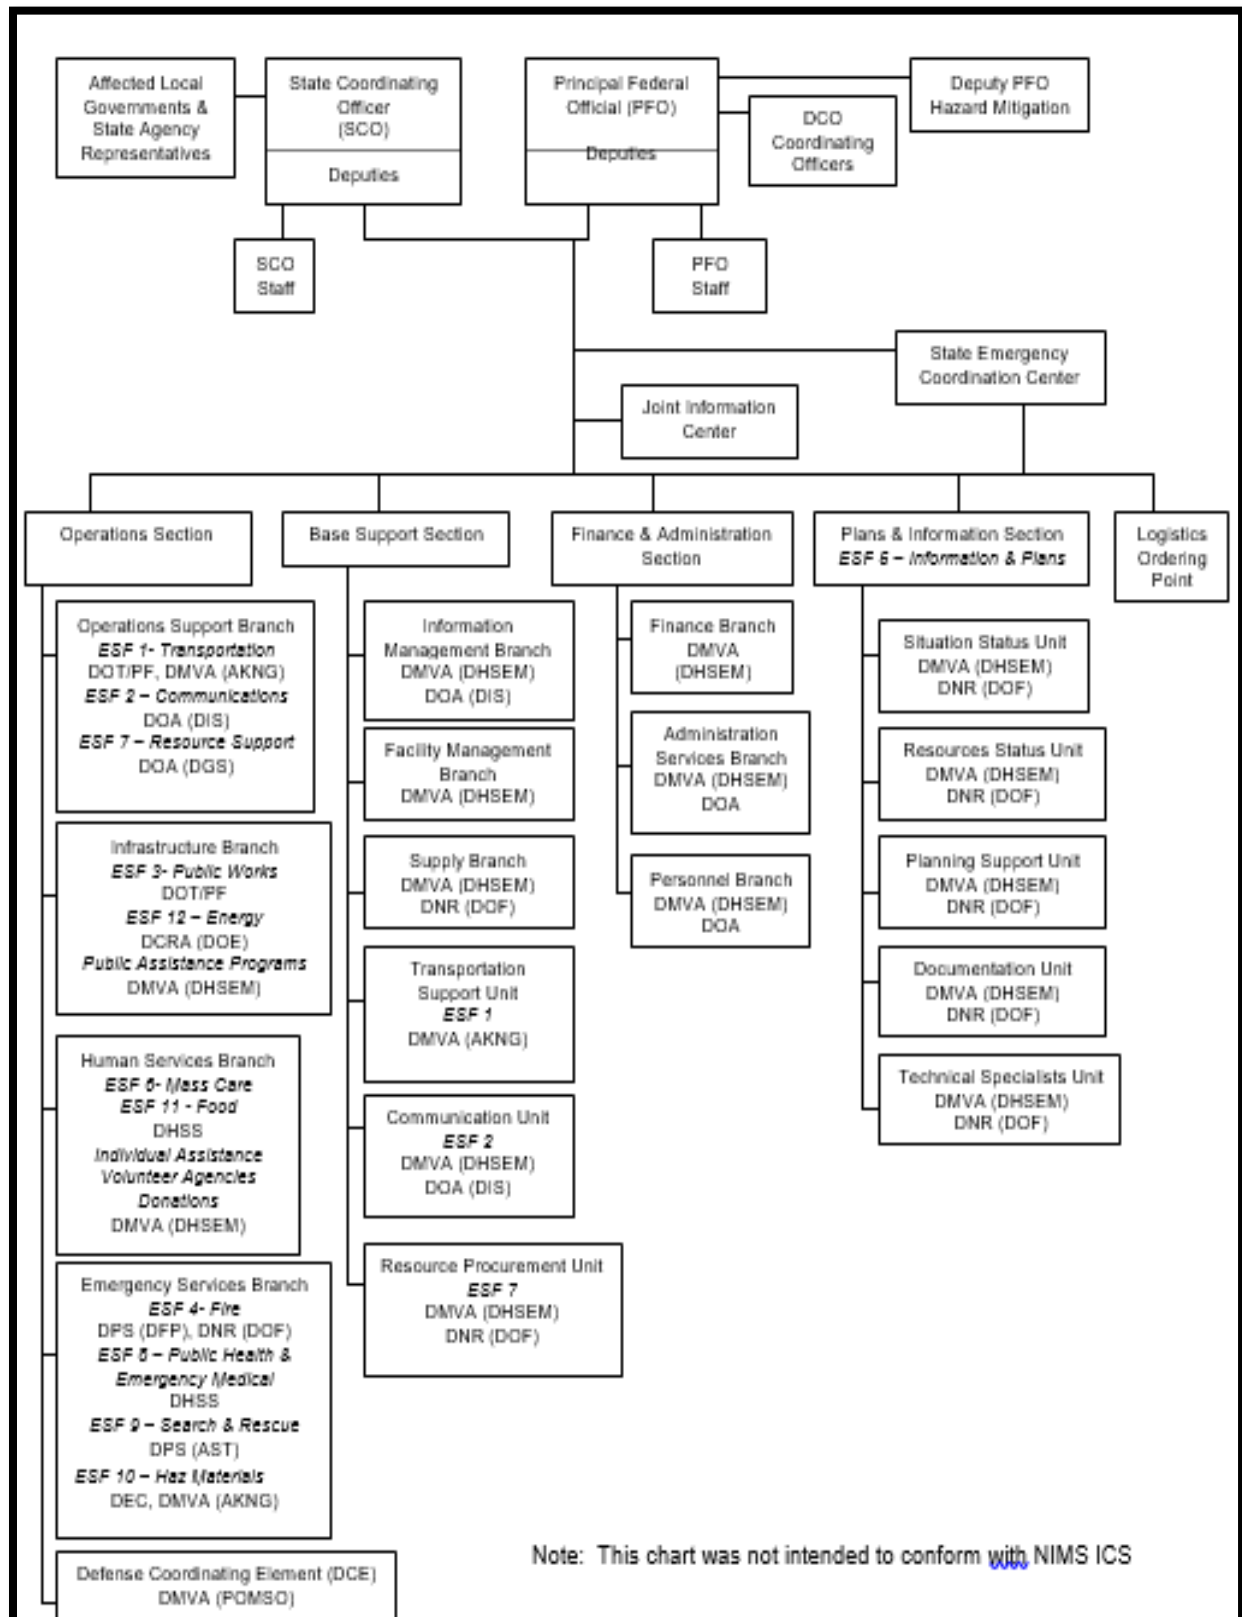 Affected Local
Governments &
State Agency
Representatives
State Coordinating
Officer
(SCO)
Deputies
Principal Federal
Official (PFO)
Deputies
DCO
Coordinating
Officers
Deputy PFO
Hazard Mitigation
SCO
Staff
PFO
Staff
State Emergency
Coordination Center
Joint Information
Center
Operations Section
Base Support Section
Finance & Administration
Section
Plans & Information Section
ESF 5 – Information & Plans
Logistics
Ordering
Point
Operations Support Branch
ESF 1- Transportation
DOT/PF, DMVA (AKNG)
ESF 2 – Communications
DOA (DIS)
ESF 7 – Resource Support
DOA (DGS)
Infrastructure Branch
ESF 3- Public Works
DOT/PF
ESF 12 – Energy
DCRA (DOE)
Public Assistance Programs
DMVA (DHSEM)
Human Services Branch
ESF 6- Mass Care
ESF 11 - Food
DHSS
Individual Assistance
Volunteer Agencies
Donations
DMVA (DHSEM)
Emergency Services Branch
ESF 4- Fire
DPS (DFP), DNR (DOF)
ESF 8 – Public Health &
Emergency Medical
DHSS
ESF 9 – Search & Rescue
DPS (AST)
ESF 10 – Haz Materials
DEC, DMVA (AKNG)
Defense Coordinating Element (DCE)
DMVA (POMSO)
Information
Management Branch
DMVA (DHSEM)
DOA (DIS)
Facility Management
Branch
DMVA (DHSEM)
Supply Branch
DMVA (DHSEM)
DNR (DOF)
Transportation
Support Unit
ESF 1
DMVA (AKNG)
Communication Unit
ESF 2
DMVA (DHSEM)
DOA (DIS)
Resource Procurement Unit
ESF 7
DMVA (DHSEM)
DNR (DOF)
Finance Branch
DMVA
(DHSEM)
Administration
Services Branch
DMVA (DHSEM)
DOA
Personnel Branch
DMVA (DHSEM)
DOA
Situation Status Unit
DMVA (DHSEM)
DNR (DOF)
Resources Status Unit
DMVA (DHSEM)
DNR (DOF)
Planning Support Unit
DMVA (DHSEM)
DNR (DOF)
Documentation Unit
DMVA (DHSEM)
DNR (DOF)
Technical Specialists Unit
DMVA (DHSEM)
DNR (DOF)
Note: This chart was not intended to conform with NIMS ICS